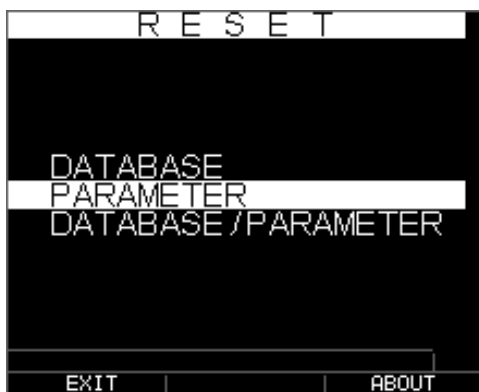 R E S E T
DATABASE
PARAMETER
DATABASE / PARAMETER
EXIT ABOUT